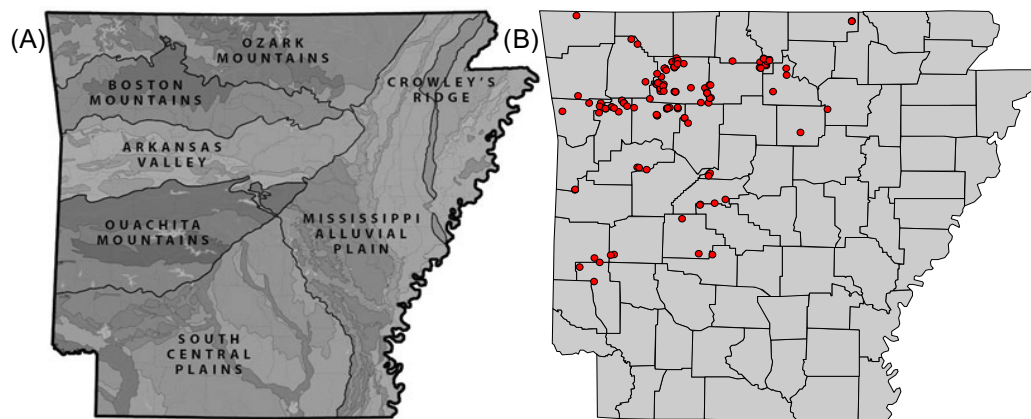 (A)
OZARK
MOUNTAINS
BOSTON
MOUNTAINS
CROWLEY'S
RIDGE
ARKANSAS
VALLEY
OUACHITA
MOUNTAINS
MISSISSIPPI
ALLUVIAL
PLAIN
SOUTH
CENTRAL
PLAINS
(B)